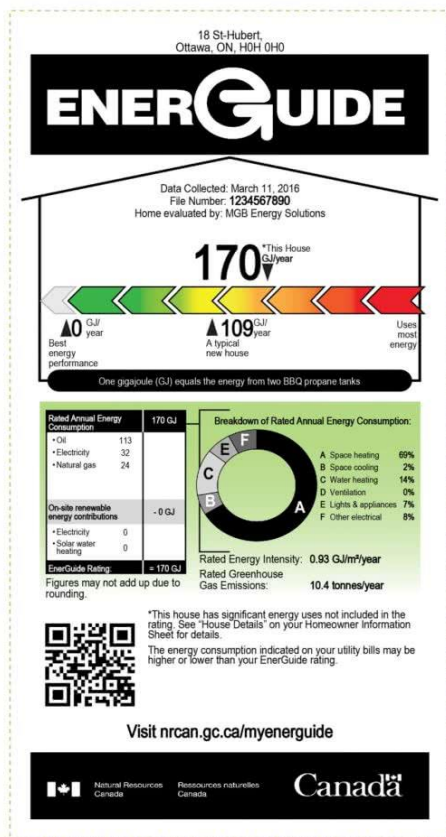 18 St-Hubert,
Ottawa, ON, H0H 0H0
ENERGUIDE
Data Collected: March 11, 2016
File Number: 1234567890
Home evaluated by: MGB Energy Solutions
170 *This House
GJ/year
0 GJ/
year
Best
energy
performance
109 GJ/
year
A typical
new house
Uses
most
energy
One gigajoule (GJ) equals the energy from two BBQ propane tanks
Rated Annual Energy
Consumption 170 GJ
• Oil 113
• Electricity 32
• Natural gas 24
On-site renewable
energy contributions - 0 GJ
• Electricity 0
• Solar water
heating 0
EnerGuide Rating: = 170 GJ
Figures may not add up due to
rounding.
Breakdown of Rated Annual Energy Consumption:
A
B
C
E
F
A Space heating 69%
B Space cooling 2%
C Water heating 14%
D Ventilation 0%
E Lights & appliances 7%
F Other electrical 8%
Rated Energy Intensity: 0.93 GJ/m²/year
Rated Greenhouse
Gas Emissions: 10.4 tonnes/year
*This house has significant energy uses not included in the
rating. See "House Details" on your Homeowner Information
Sheet for details.
The energy consumption indicated on your utility bills may be
higher or lower than your EnerGuide rating.
Visit nrcan.gc.ca/myenerguide
Natural Resources
Canada
Ressources naturelles
Canada
Canada